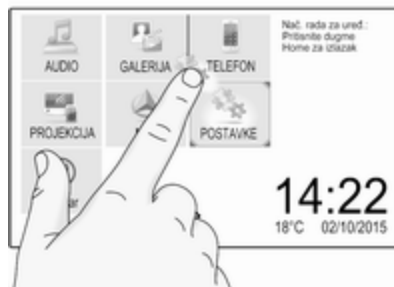 AUDIO
GALERIJA
TELEFON
Nač. rada za uređ.:
Pritisnite dugme
Home za izlazak
PROJEKCIJA
POSTAVKE
14:22
18°C 02/10/2015